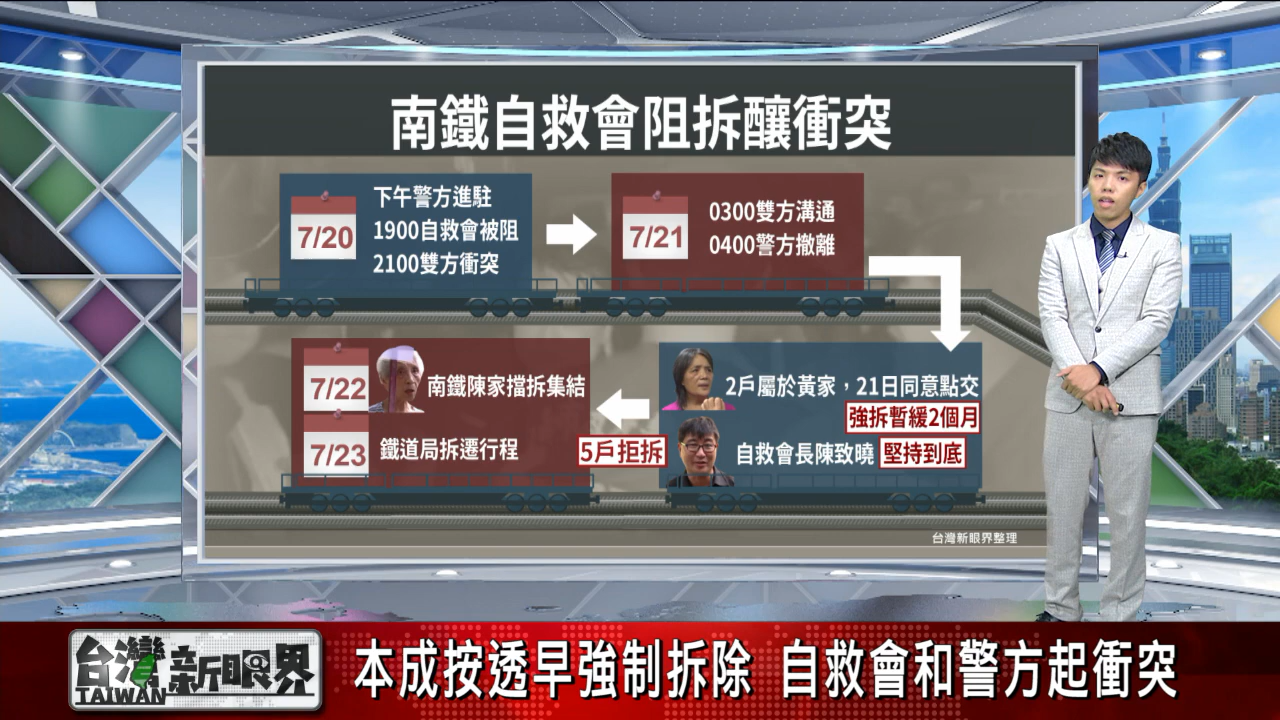 南鐵自救會阻拆釀衝突
7/20
下午警方進駐
1900自救會被阻
2100雙方衝突
7/21
0300雙方溝通
0400警方撤離
2戶屬於黃家，21日同意點交
強拆暫緩2個月
自救會長陳致曉 堅持到底
5戶拒拆
7/22
南鐵陳家擋拆集結
7/23
鐵道局拆遷行程
台灣新眼界整理
台灣新眼界
TAIWAN
本成按透早強制拆除 自救會和警方起衝突